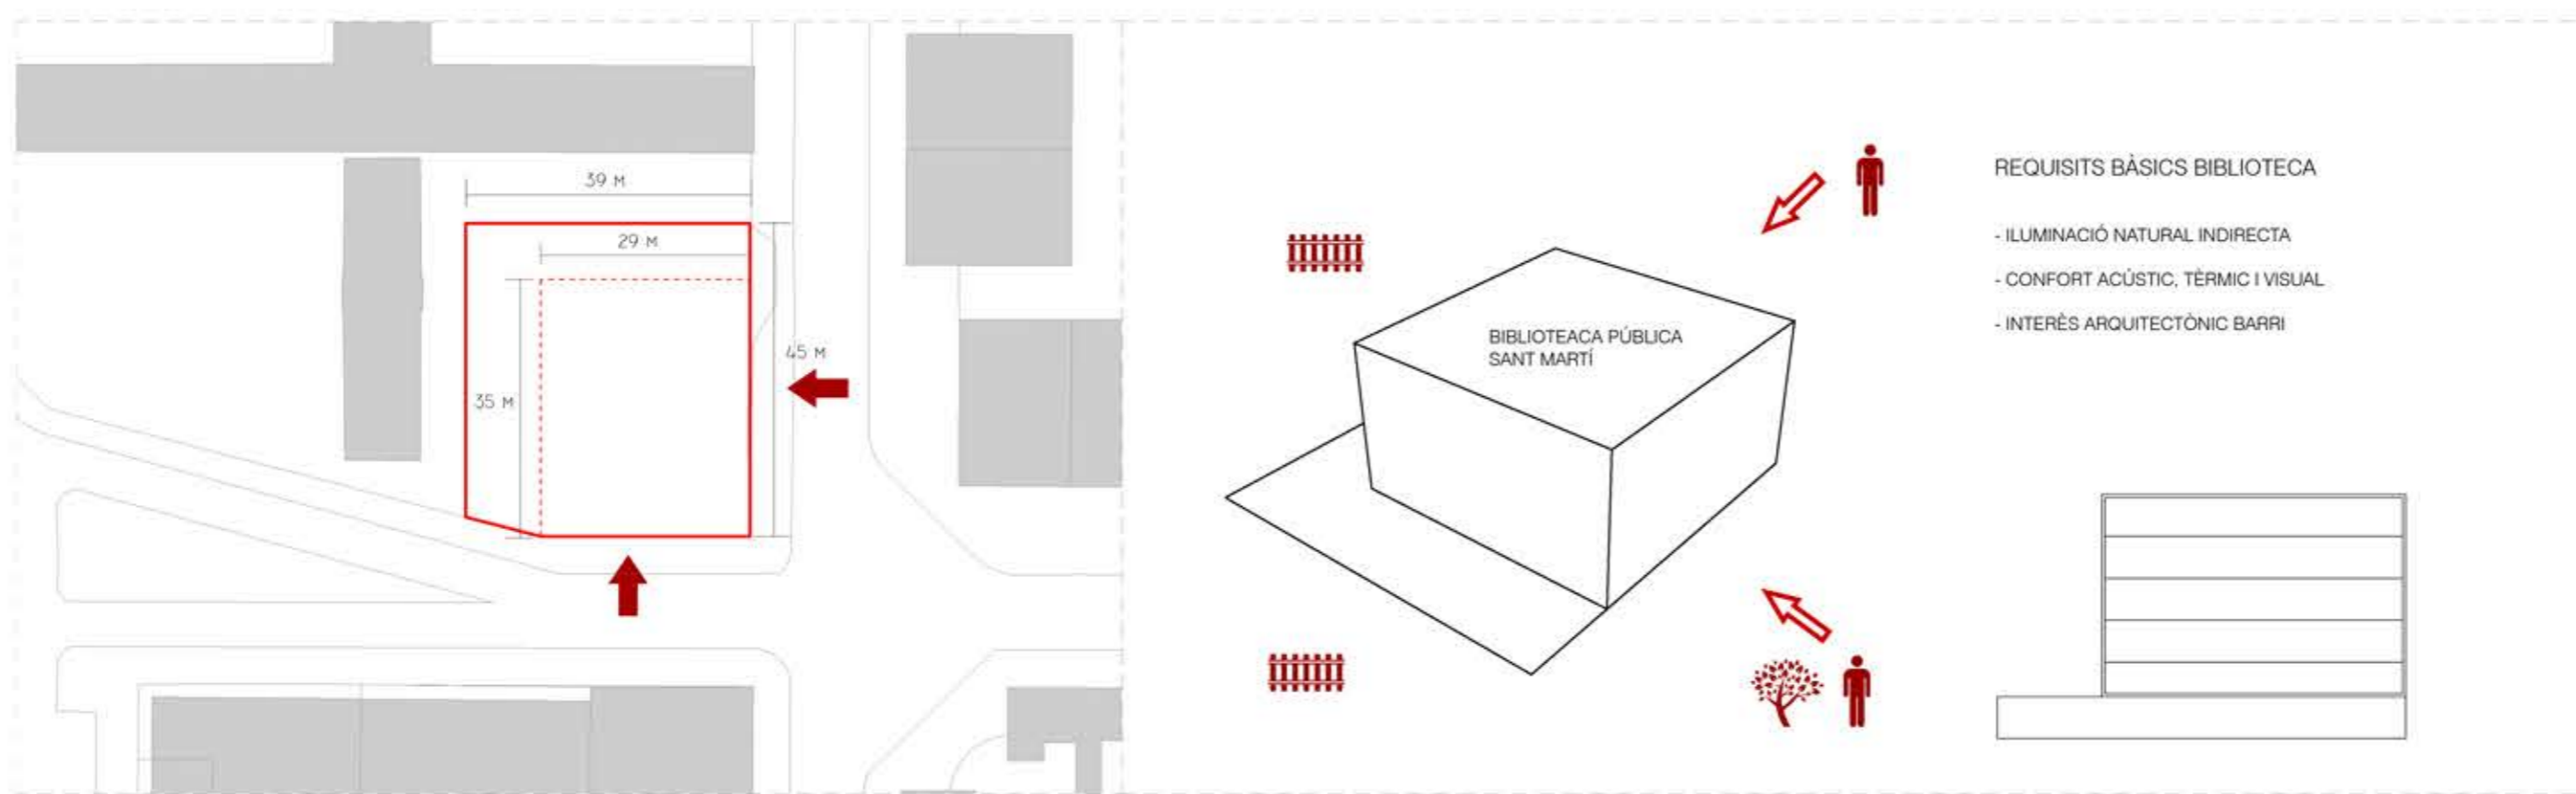 39 M
29 M
45 M
35 M
BIBLIOTEACA PÚBLICA
SANT MARTÍ
REQUISITS BÀSICS BIBLIOTECA
- ILUMINACIÓ NATURAL INDIRECTA
- CONFORT ACÚSTIC, TÈRMIC I VISUAL
- INTERÈS ARQUITECTÒNIC BARRI